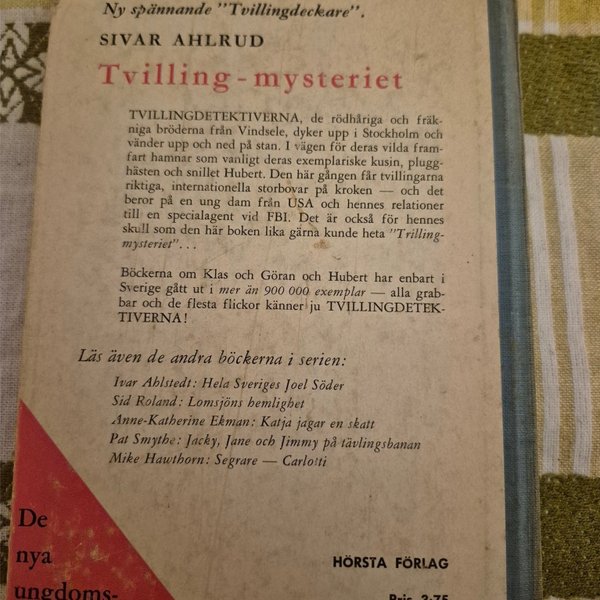 Ny spännande "Tvillingdeckare".
SIVAR AHLRUD
Tvilling-mysteriet
TVILLINGDETEKTIVERNA, de rödhåriga och fräk-
niga bröderna från Vindsele, dyker upp i Stockholm och
vänder upp och ned på stan. I vägen för deras vilda fram-
fart hamnar som vanligt deras exemplariske kusin, plugg-
hästen och snillet Hubert. Den här gången får tvillingarna
riktiga, internationella storbovar på kroken — och det
beror på en ung dam från USA och hennes relationer
till en specialagent vid FBI. Det är också för hennes
skull som den här boken lika gärna kunde heta "Trilling-
mysteriet"...
Böckerna om Klas och Göran och Hubert har enbart i
Sverige gått ut i mer än 900 000 exemplar — alla grab-
bar och de flesta flickor känner ju TVILLINGDETEK-
TIVERNA!
Läs även de andra böckerna i serien:
Ivar Ahlstedt: Hela Sveriges Joel Söder
Sid Roland: Lomsjöns hemlighet
Anne-Katherine Ekman: Katja jagar en skatt
Pat Smythe: Jacky, Jane och Jimmy på tävlingsbanan
Mike Hawthorn: Segrare — Carlotti
De
nya
ungdoms-
HÖRSTA FÖRLAG
Pris 3:75